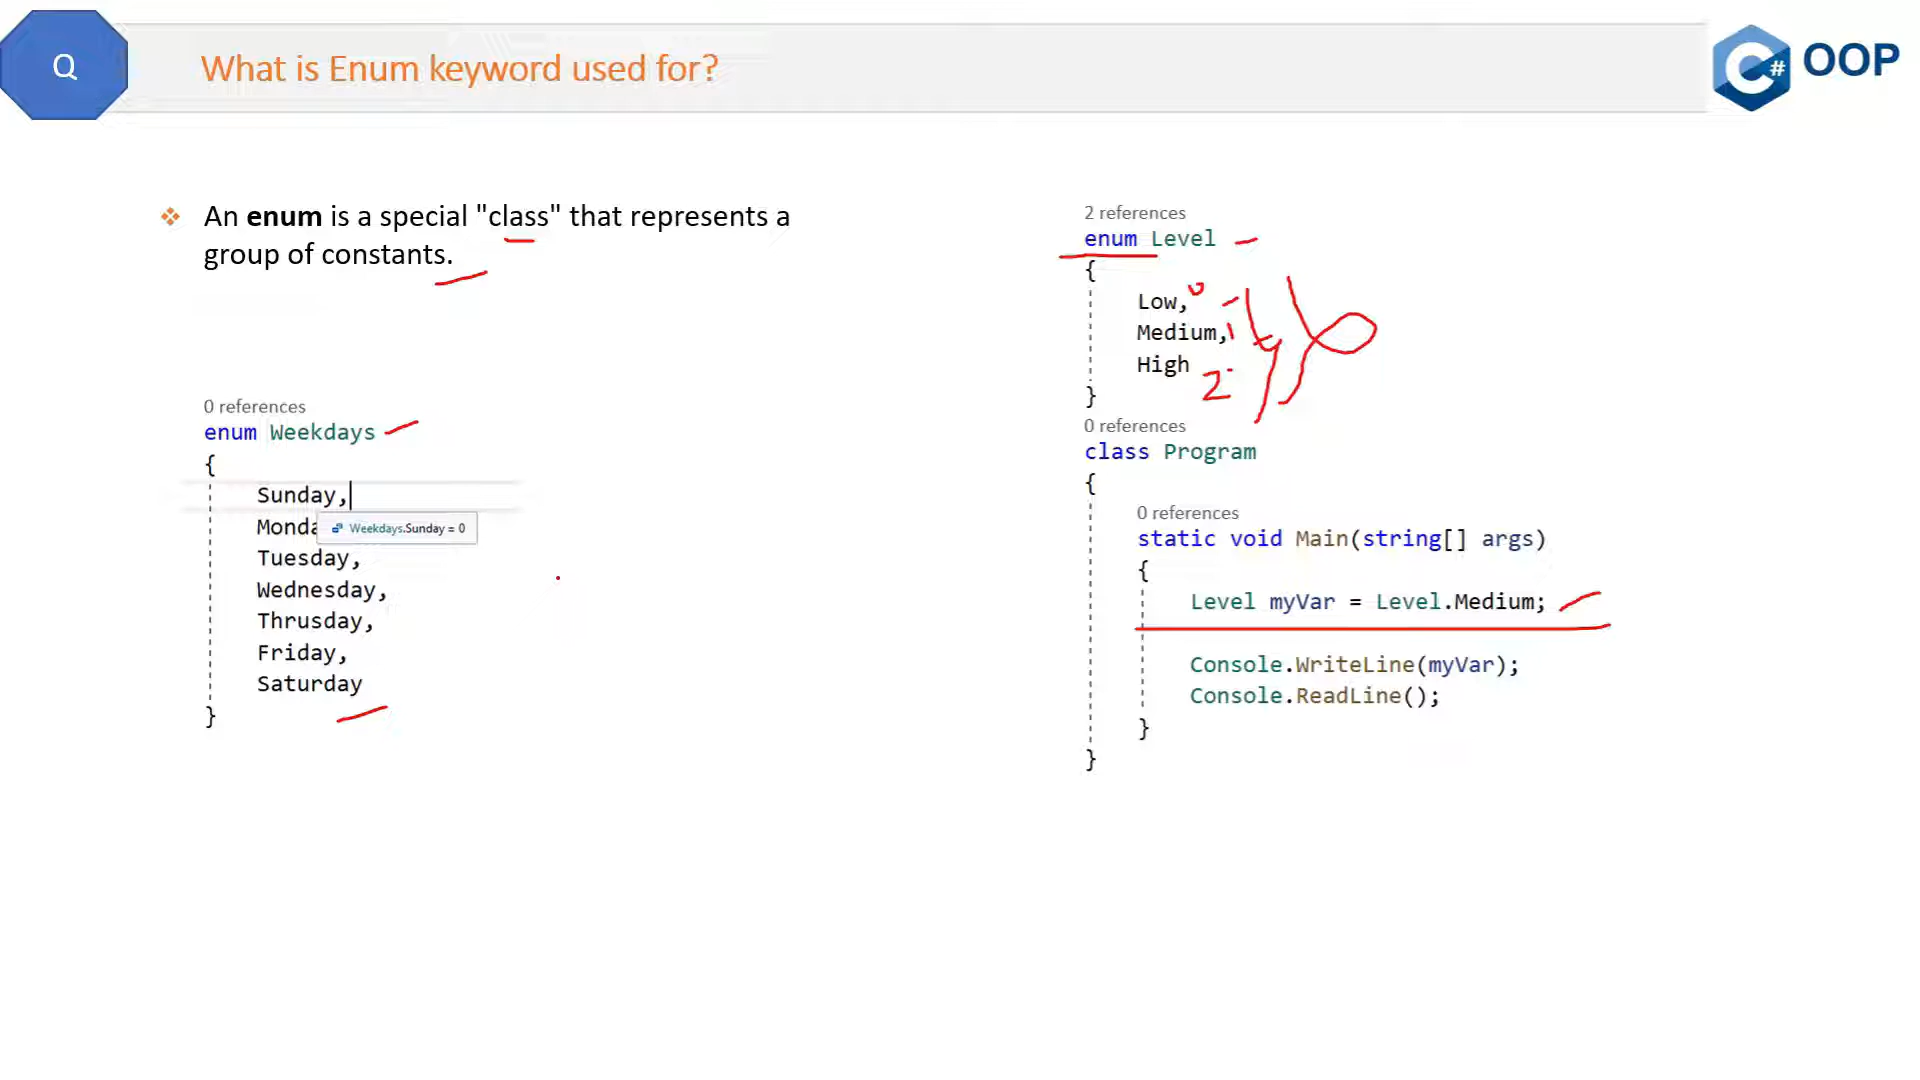 Q
What is Enum keyword used for?
C# OOP
An enum is a special "class" that represents a
group of constants.
0 references
enum Weekdays
{
Sunday,
Monda
Weekdays.Sunday = 0
Tuesday,
Wednesday,
Thrusday,
Friday,
Saturday
}
2 references
enum Level
{
Low, 0
Medium, 1
High 2
}
0 references
class Program
{
0 references
static void Main(string[] args)
{
Level myVar = Level.Medium;
Console.WriteLine(myVar);
Console.ReadLine();
}
}